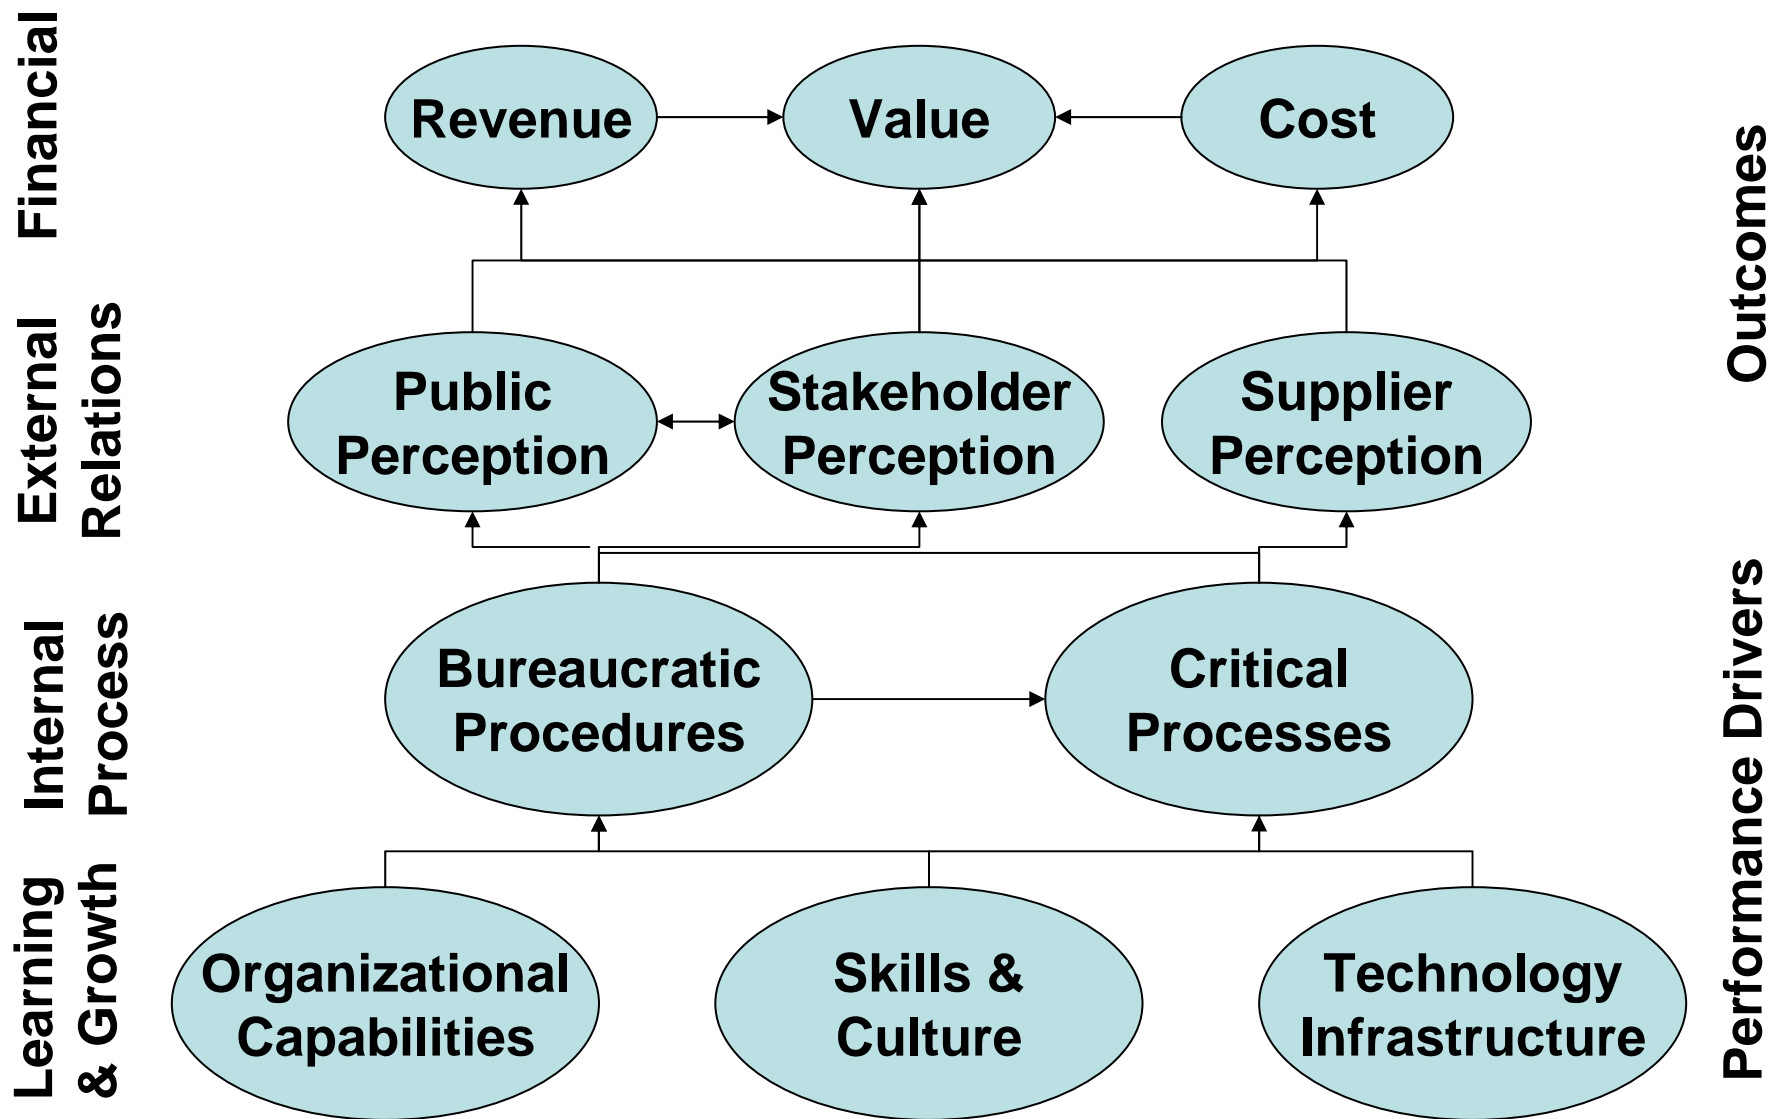 Financial
Revenue
Value
Cost
Outcomes
External
Relations
Public
Perception
Stakeholder
Perception
Supplier
Perception
Internal
Process
Bureaucratic
Procedures
Critical
Processes
Performance Drivers
Learning
& Growth
Organizational
Capabilities
Skills &
Culture
Technology
Infrastructure